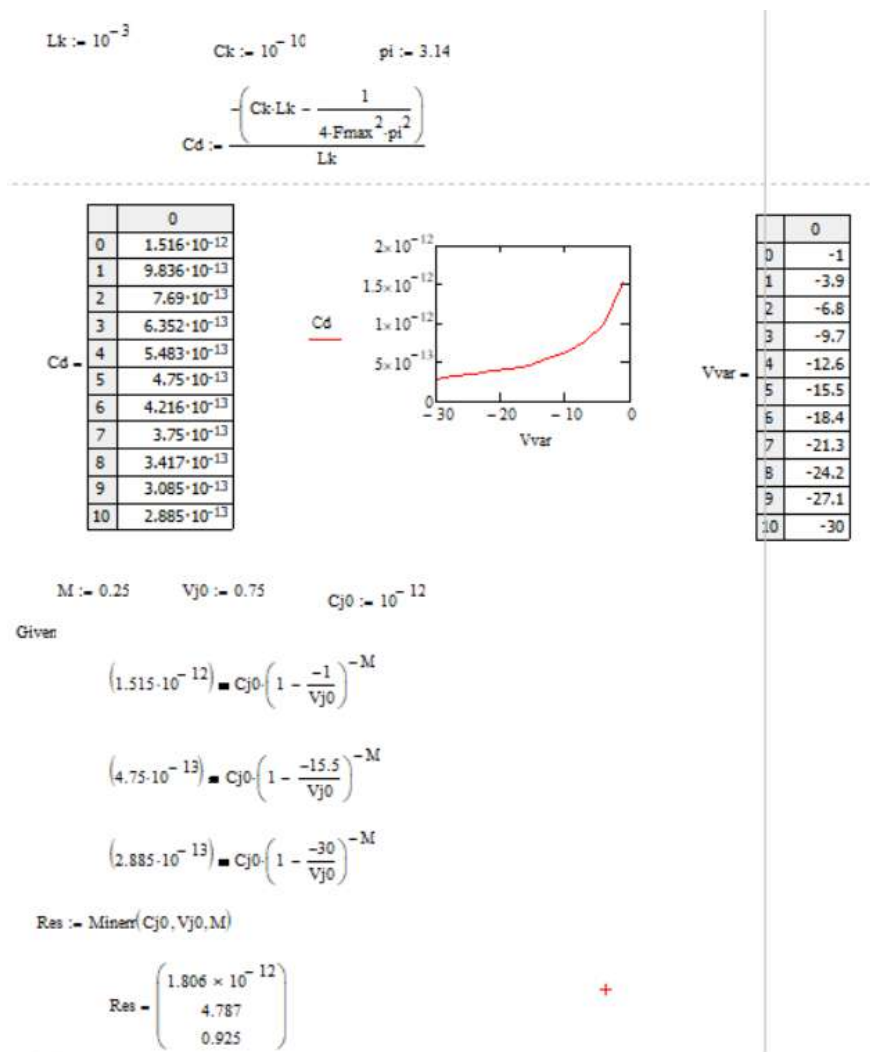 Lk := 10^-3
Ck := 10^-10 pi := 3.14
Cd := -(Ck·Lk - 1/(4·Fmax^2·pi^2))/Lk
0
0 1.516·10^-12
1 9.836·10^-13
2 7.69·10^-13
3 6.352·10^-13
4 5.483·10^-13
5 4.75·10^-13
6 4.216·10^-13
7 3.75·10^-13
8 3.417·10^-13
9 3.085·10^-13
10 2.885·10^-13
Cd =
2×10^-12
1.5×10^-12
1×10^-12
5×10^-13
0
Cd
-30 -20 -10 0
Vvar
Vvar =
0
0 -1
1 -3.9
2 -6.8
3 -9.7
4 -12.6
5 -15.5
6 -18.4
7 -21.3
8 -24.2
9 -27.1
10 -30
M := 0.25 Vj0 := 0.75 Cj0 := 10^-12
Given
(1.515·10^-12) = Cj0·(1 - -1/Vj0)^-M
(4.75·10^-13) = Cj0·(1 - -15.5/Vj0)^-M
(2.885·10^-13) = Cj0·(1 - -30/Vj0)^-M
Res := Minerr(Cj0, Vj0, M)
Res = (1.806 × 10^-12
4.787
0.925)